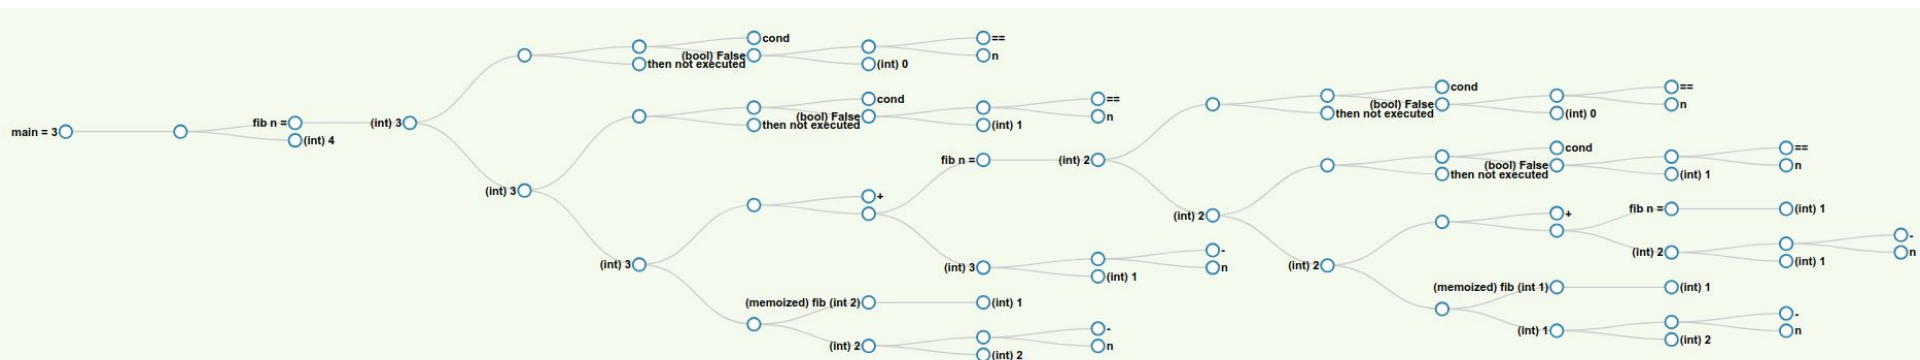 cond
==
(bool) False
n
then not executed
(int) 0
cond
==
(bool) False
n
then not executed
(int) 1
main = 3
fib n =
(int) 4
(int) 3
(int) 3
cond
==
(bool) False
n
then not executed
(int) 0
fib n =
(int) 2
cond
==
(bool) False
n
then not executed
(int) 1
+
(int) 2
+
fib n =
(int) 1
(int) 3
(int) 3
-
n
(int) 1
(int) 2
(int) 2
-
n
(int) 1
(memoized) fib (int 2)
(int) 1
(memoized) fib (int 1)
(int) 1
(int) 2
-
n
(int) 2
(int) 1
-
n
(int) 2